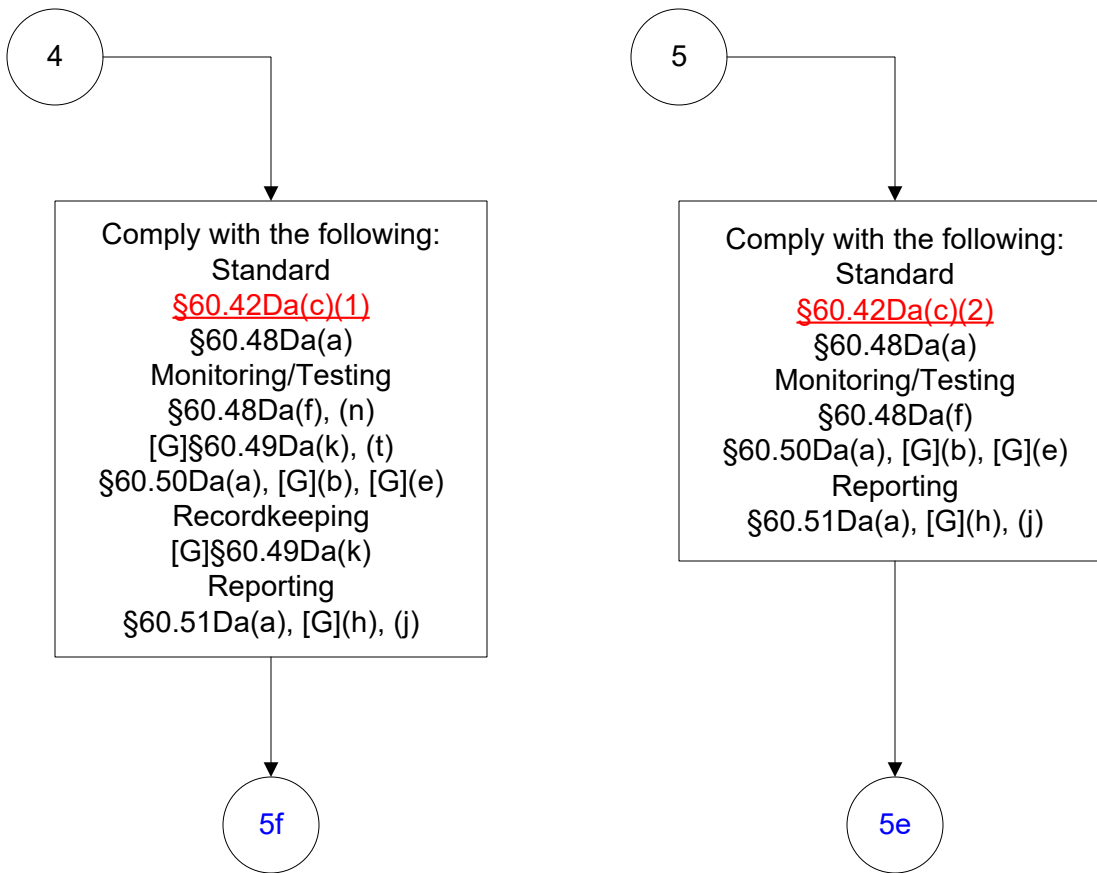 4
Comply with the following:
Standard
§60.42Da(c)(1)
§60.48Da(a)
Monitoring/Testing
§60.48Da(f), (n)
[G]§60.49Da(k), (t)
§60.50Da(a), [G](b), [G](e)
Recordkeeping
[G]§60.49Da(k)
Reporting
§60.51Da(a), [G](h), (j)
5f
5
Comply with the following:
Standard
§60.42Da(c)(2)
§60.48Da(a)
Monitoring/Testing
§60.48Da(f)
§60.50Da(a), [G](b), [G](e)
Reporting
§60.51Da(a), [G](h), (j)
5e